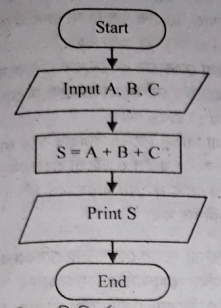 Start
Input A, B, C
S = A + B + C
Print S
End